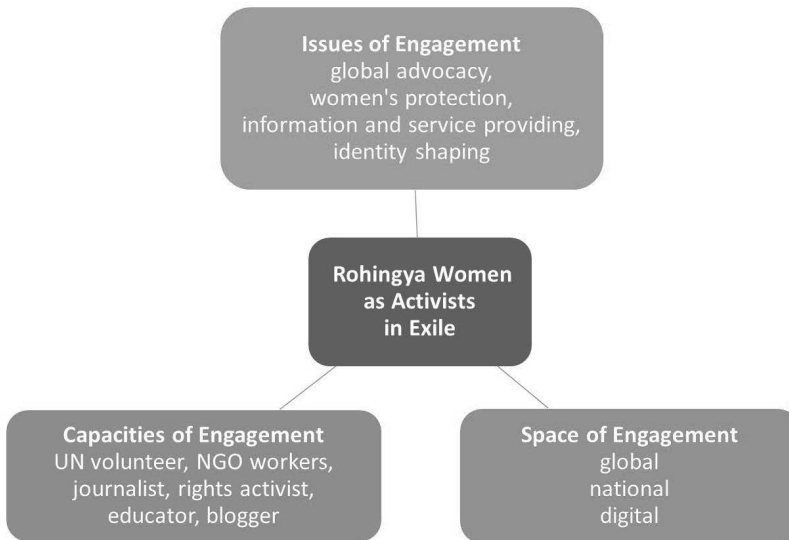 Issues of Engagement
global advocacy,
women's protection,
information and service providing,
identity shaping
Rohingya Women
as Activists
in Exile
Capacities of Engagement
UN volunteer, NGO workers,
journalist, rights activist,
educator, blogger
Space of Engagement
global
national
digital